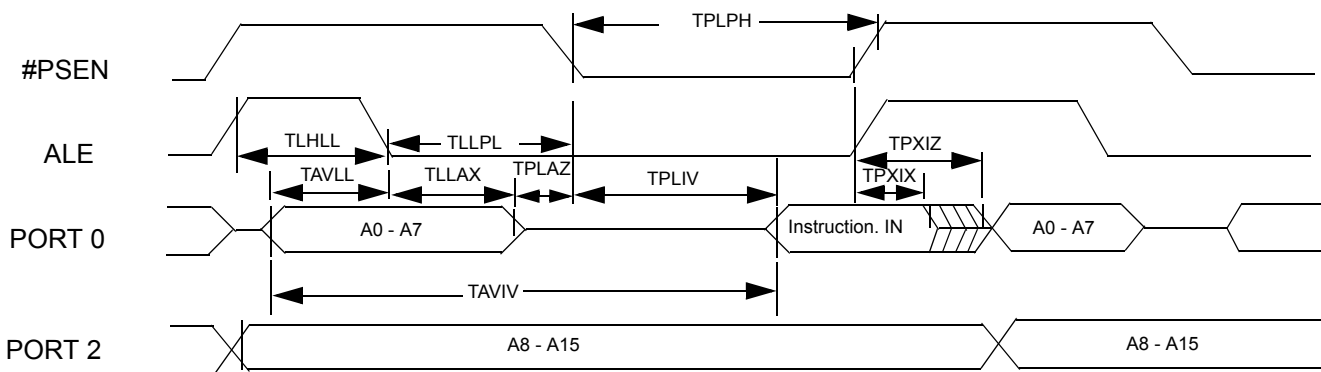 TPLPH
#PSEN
TLHLL
TLLPL
TPXIZ
ALE
TAVLL
TLLAX
TPLAZ
TPLIV
TPXIX
PORT 0
A0 - A7
Instruction. IN
A0 - A7
TAVIV
PORT 2
A8 - A15
A8 - A15